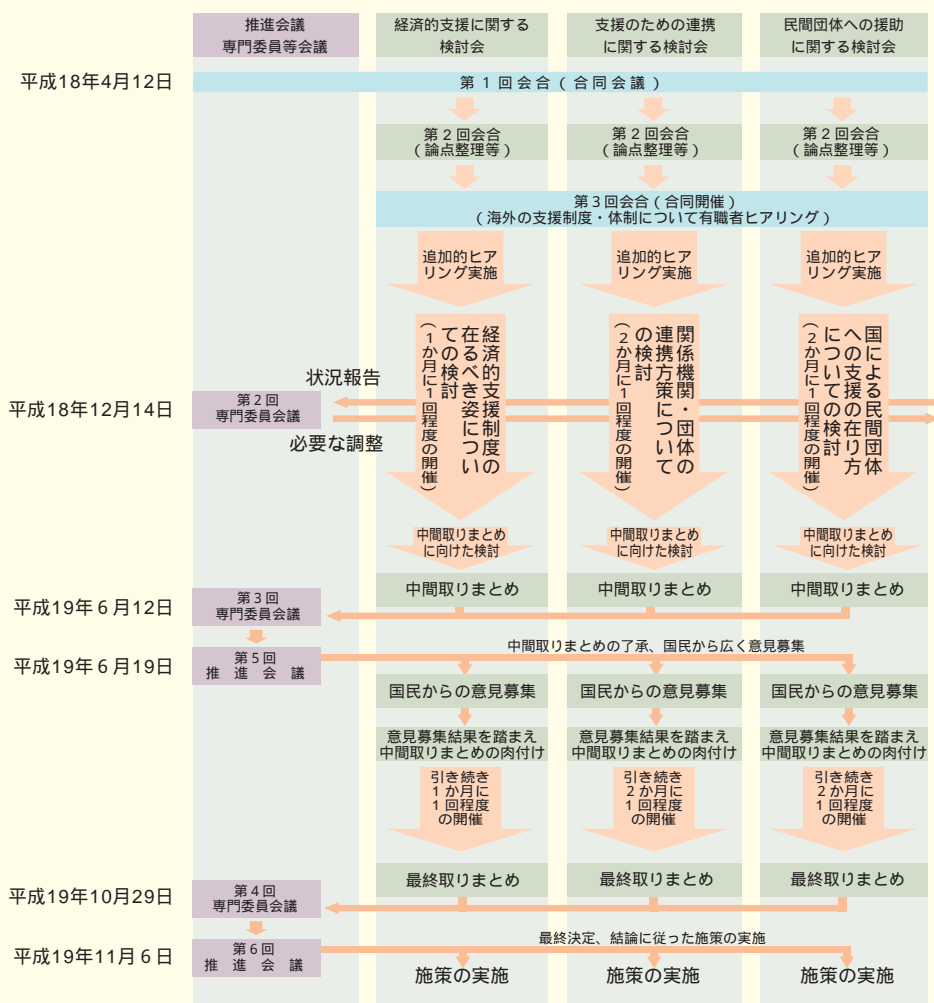 推進会議
専門委員等会議
経済的支援に関する
検討会
支援のための連携
に関する検討会
民間団体への援助
に関する検討会
平成18年4月12日
第1回会合(合同会議)
第2回会合
(論点整理等)
第2回会合
(論点整理等)
第2回会合
(論点整理等)
第3回会合(合同開催)
(海外の支援制度・体制について有職者ヒアリング)
追加的ヒア
リング実施
追加的ヒア
リング実施
追加的ヒア
リング実施
経済的支援制度の
在るべき姿につい
ての検討
(1か月に1回程度の開催)
関係機関・団体の
連携方策について
の検討
(2か月に1回程度の開催)
国による民間団体
への支援の在り方
についての検討
(2か月に1回程度の開催)
状況報告
平成18年12月14日
第2回
専門委員会議
必要な調整
中間取りまとめ
に向けた検討
中間取りまとめ
に向けた検討
中間取りまとめ
に向けた検討
中間取りまとめ
中間取りまとめ
中間取りまとめ
平成19年6月12日
第3回
専門委員会議
中間取りまとめの了承、国民から広く意見募集
平成19年6月19日
第5回
推進会議
国民からの意見募集
国民からの意見募集
国民からの意見募集
意見募集結果を踏まえ
中間取りまとめの肉付け
意見募集結果を踏まえ
中間取りまとめの肉付け
意見募集結果を踏まえ
中間取りまとめの肉付け
引き続き
1か月に
1回程度
の開催
引き続き
2か月に
1回程度
の開催
引き続き
2か月に
1回程度
の開催
最終取りまとめ
最終取りまとめ
最終取りまとめ
平成19年10月29日
第4回
専門委員会議
最終決定、結論に従った施策の実施
平成19年11月6日
第6回
推進会議
施策の実施
施策の実施
施策の実施